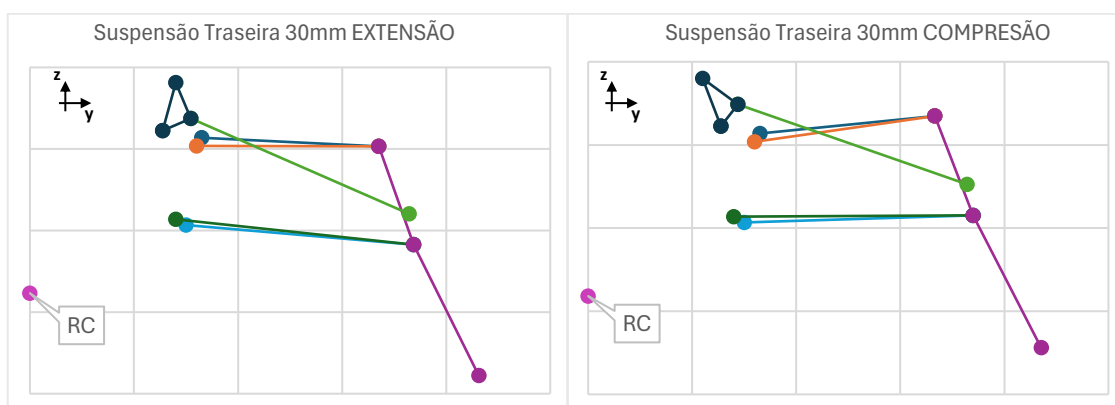 Suspensão Traseira 30mm EXTENSÃO
z
y
RC
Suspensão Traseira 30mm COMPRESÃO
z
y
RC